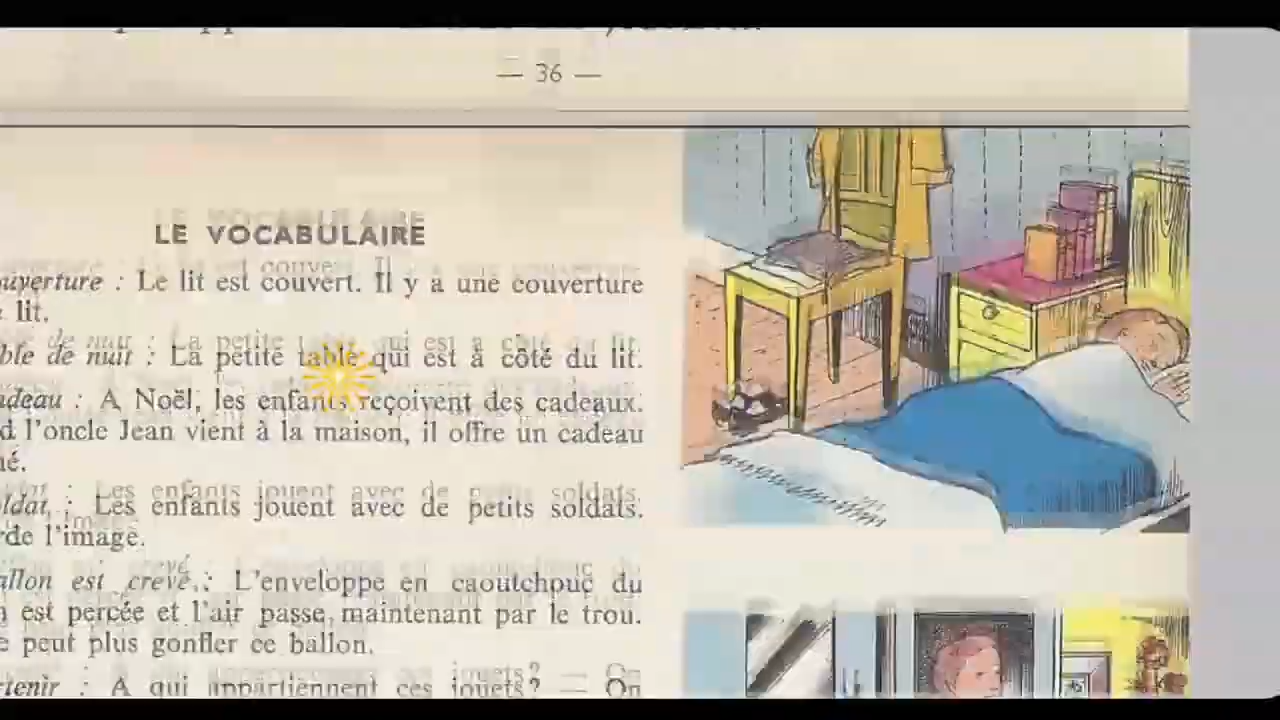 — 36 —
LE VOCABULAIRE
uverture : Le lit est couvert. Il y a une couverture
lit.
ble de nuit : La petite table qui est à côté du lit.
deau : A Noël, les enfants reçoivent des cadeaux.
d l'oncle Jean vient à la maison, il offre un cadeau
é.
ldat : Les enfants jouent avec de petits soldats.
de l'image.
allon est crevé : L'enveloppe en caoutchouc du
est percée et l'air passe maintenant par le trou.
peut plus gonfler ce ballon.
rtenir : A qui appartiennent ces jouets? — On